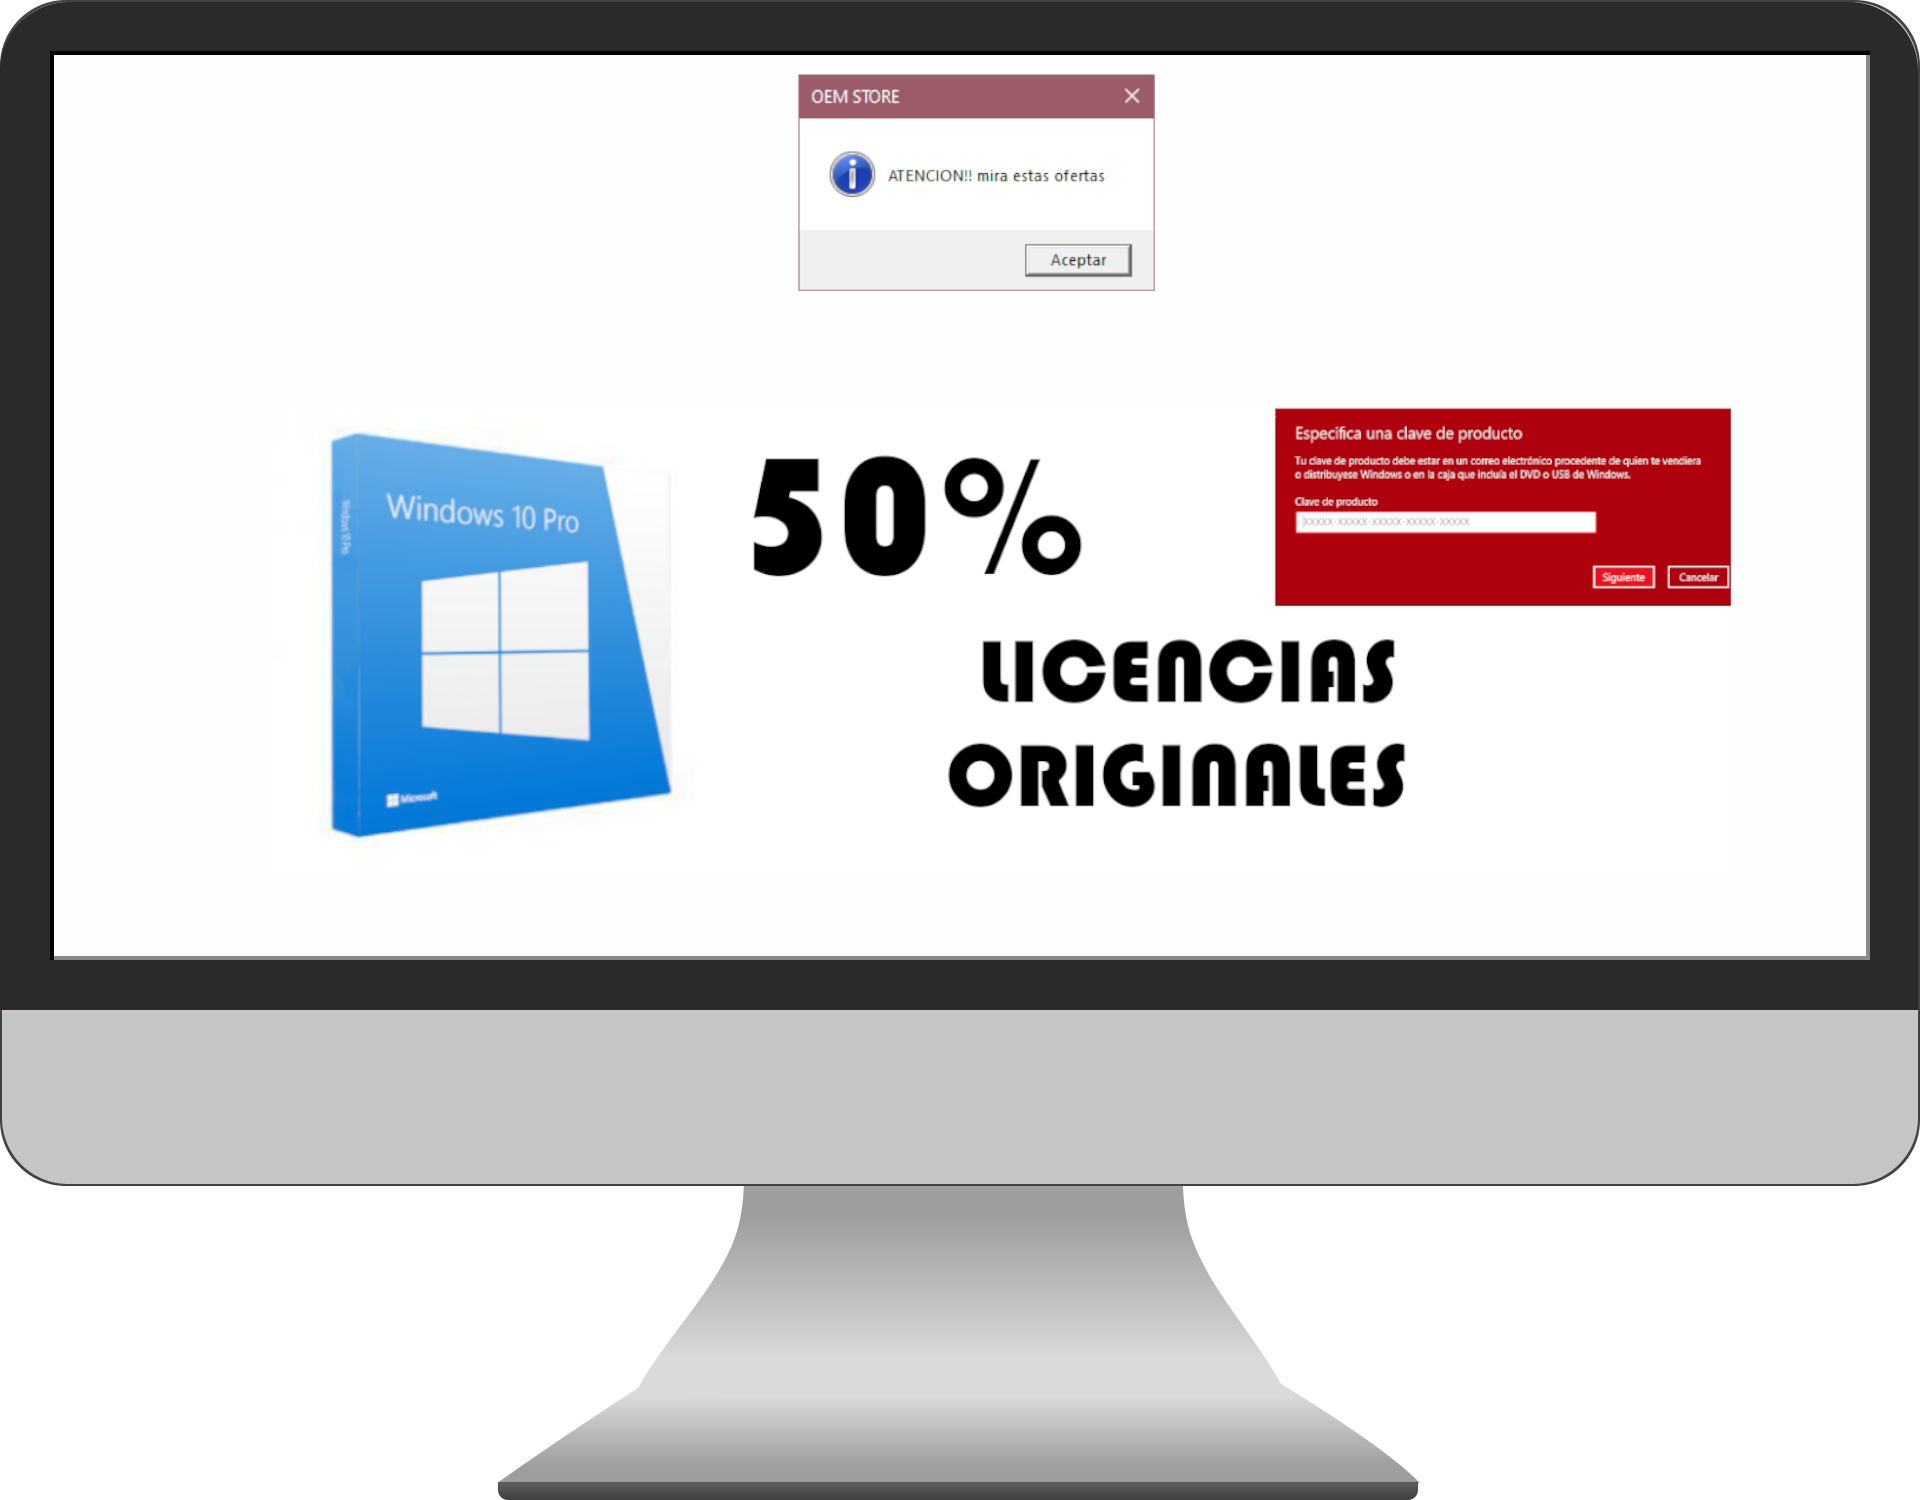 OEM STORE
ATENCION!! mira estas ofertas
Aceptar
Windows 10 Pro
Windows 10 Pro
Microsoft
50%
LICENCIAS
ORIGINALES
Especifica una clave de producto
Tu clave de producto debe estar en un correo electrónico procedente de quien te vendiera
o distribuyese Windows o en la caja que incluía el DVD o USB de Windows.
Clave de producto
XXXXX-XXXXX-XXXXX-XXXXX-XXXXX
Siguiente
Cancelar